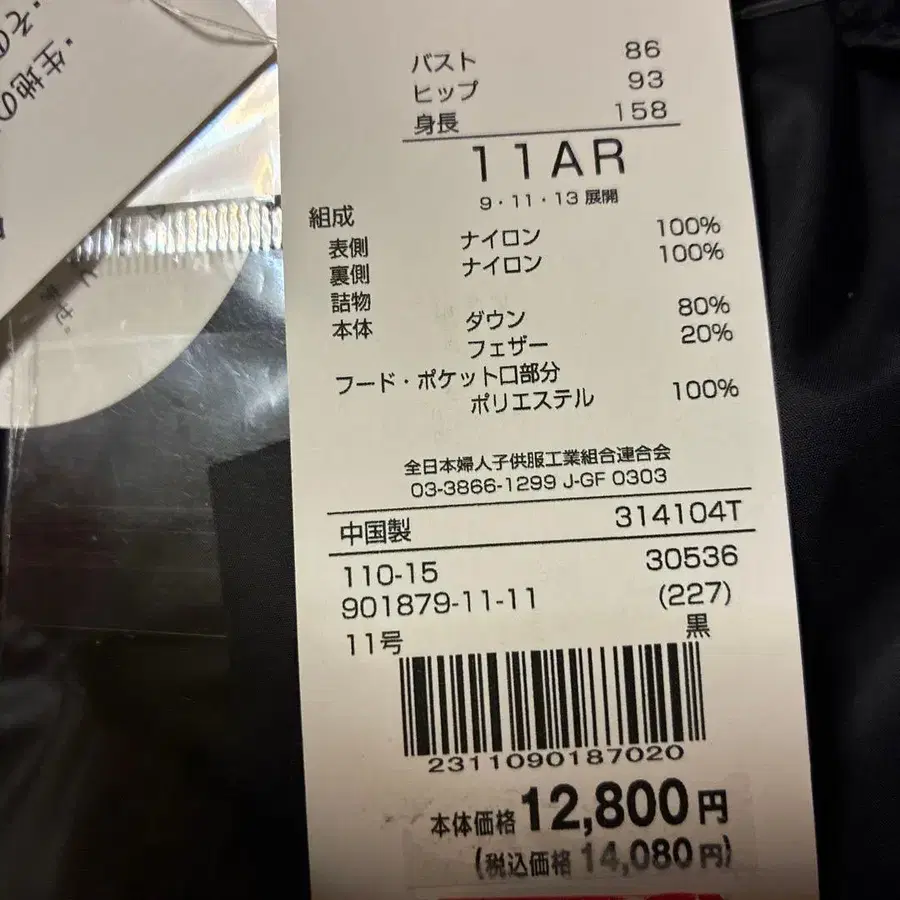 ・その
・生地の
バスト 86
ヒップ 93
身長 158
11AR
9・11・13 展開
組成
表側 ナイロン 100%
裏側 ナイロン 100%
詰物
本体 ダウン 80%
フェザー 20%
フード・ポケット口部分
ポリエステル 100%
全日本婦人子供服工業組合連合会
03-3866-1299 J-GF 0303
中国製 314104T
110-15 30536
901879-11-11 (227)
11号 黒
2311090187020
本体価格 12,800円
(税込価格 14,080円)